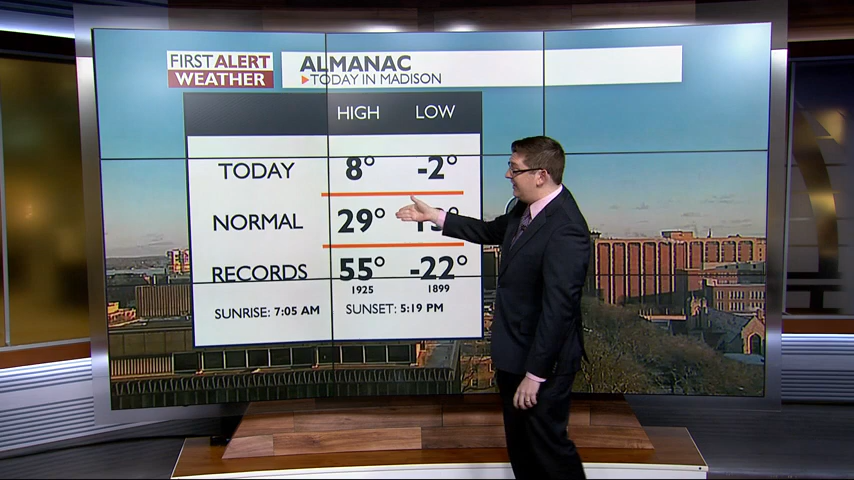 FIRST ALERT
WEATHER
ALMANAC
TODAY IN MADISON
HIGH LOW
TODAY 8° -2°
NORMAL 29°
RECORDS 55° -22°
1925 1899
SUNRISE: 7:05 AM SUNSET: 5:19 PM